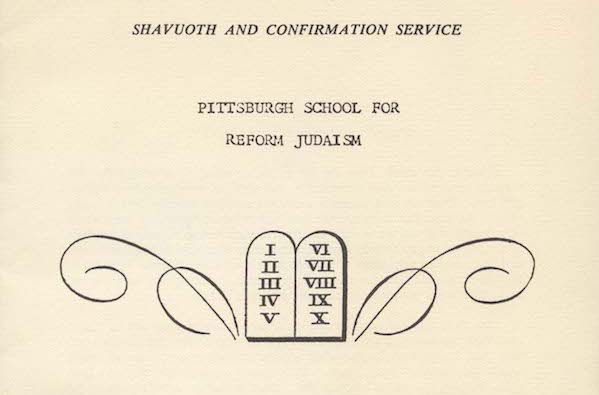 SHAVUOTH AND CONFIRMATION SERVICE
PITTSBURGH SCHOOL FOR
REFORM JUDAISM
I VI
II VII
III VIII
IV IX
V X